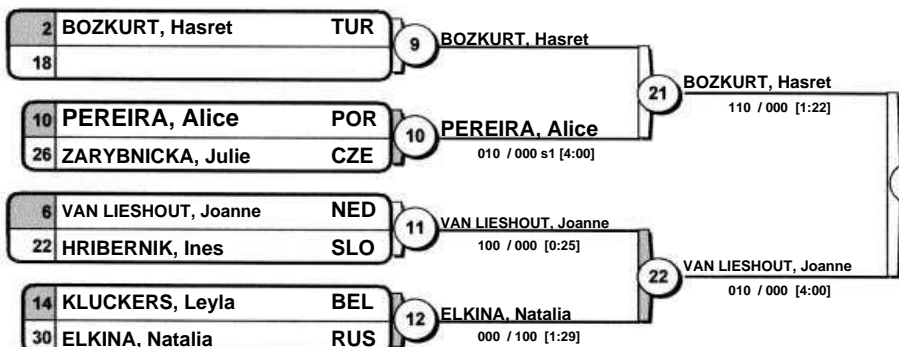 2 BOZKURT, Hasret TUR
18
9
BOZKURT, Hasret
10 PEREIRA, Alice POR
26 ZARYBNICKA, Julie CZE
10
PEREIRA, Alice
010 / 000 s1 [4:00]
21
BOZKURT, Hasret
110 / 000 [1:22]
6 VAN LIESHOUT, Joanne NED
22 HRIBERNIK, Ines SLO
11
VAN LIESHOUT, Joanne
100 / 000 [0:25]
14 KLUCKERS, Leyla BEL
30 ELKINA, Natalia RUS
12
ELKINA, Natalia
000 / 100 [1:29]
22
VAN LIESHOUT, Joanne
010 / 000 [4:00]